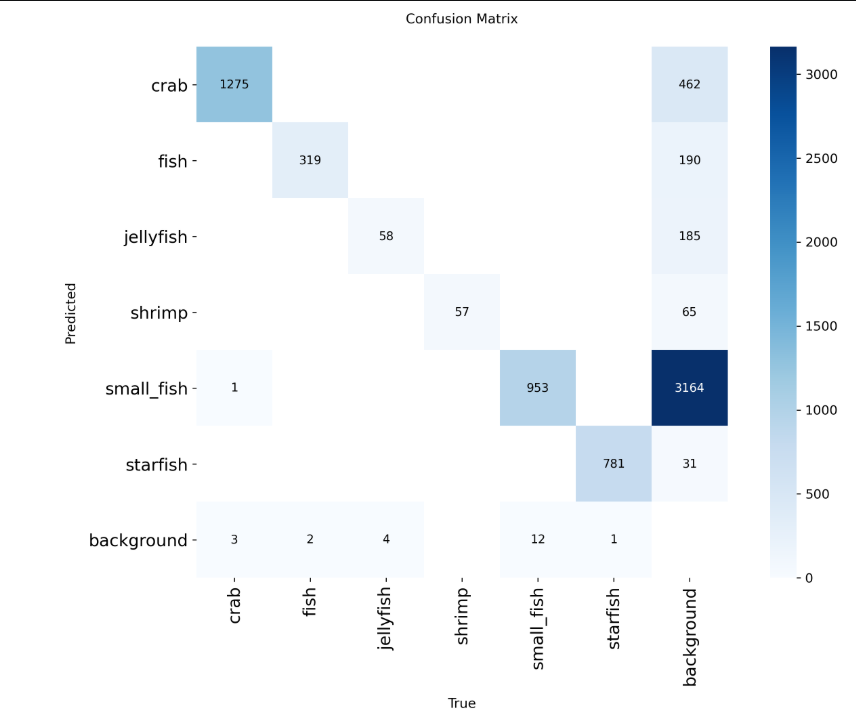 Confusion Matrix
crab 1275 462
fish 319 190
jellyfish 58 185
shrimp 57 65
small_fish 1 953 3164
starfish 781 31
background 3 2 4 12 1
crab fish jellyfish shrimp small_fish starfish background
True
Predicted
3000
2500
2000
1500
1000
500
0